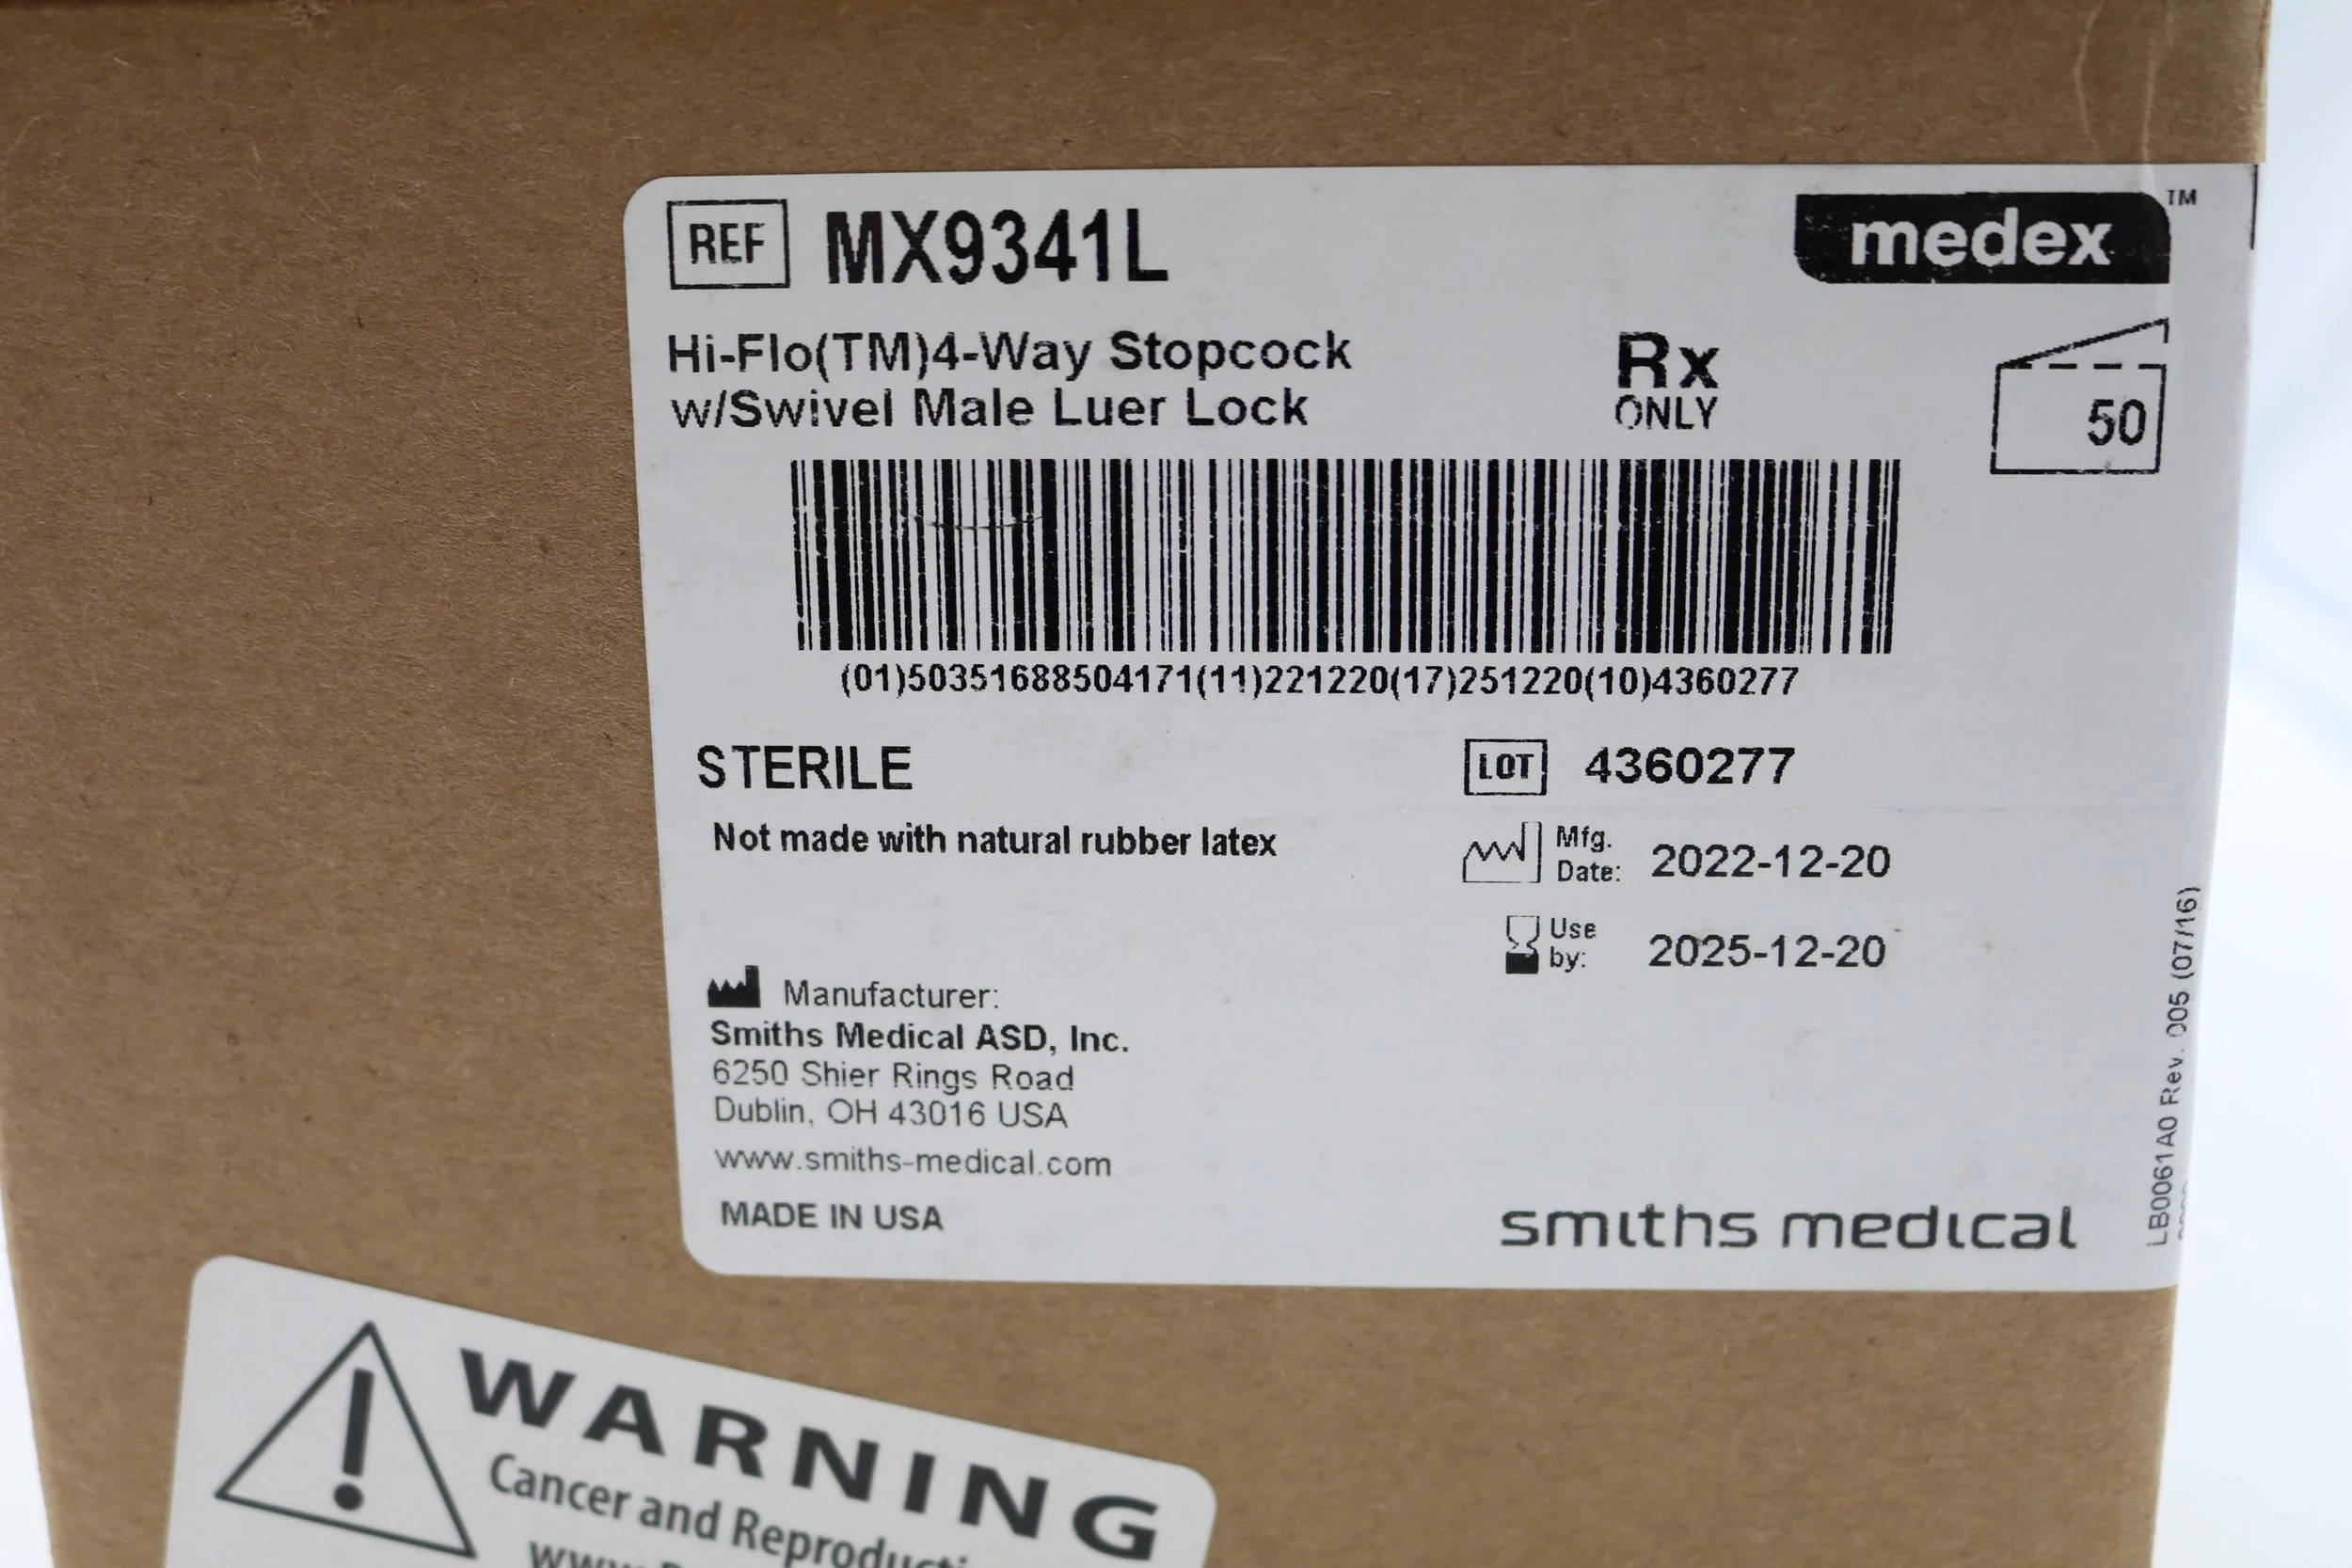 REF MX9341L
medex™
Hi-Flo(TM)4-Way Stopcock
w/Swivel Male Luer Lock
Rx
ONLY
50
(01)50351688504171(11)221220(17)251220(10)4360277
STERILE
LOT 4360277
Not made with natural rubber latex
Mfg.
Date: 2022-12-20
Use
by: 2025-12-20
Manufacturer:
Smiths Medical ASD, Inc.
6250 Shier Rings Road
Dublin, OH 43016 USA
www.smiths-medical.com
MADE IN USA
smiths medical
LB0061A0 Rev. 005 (07/16)
WARNING
Cancer and